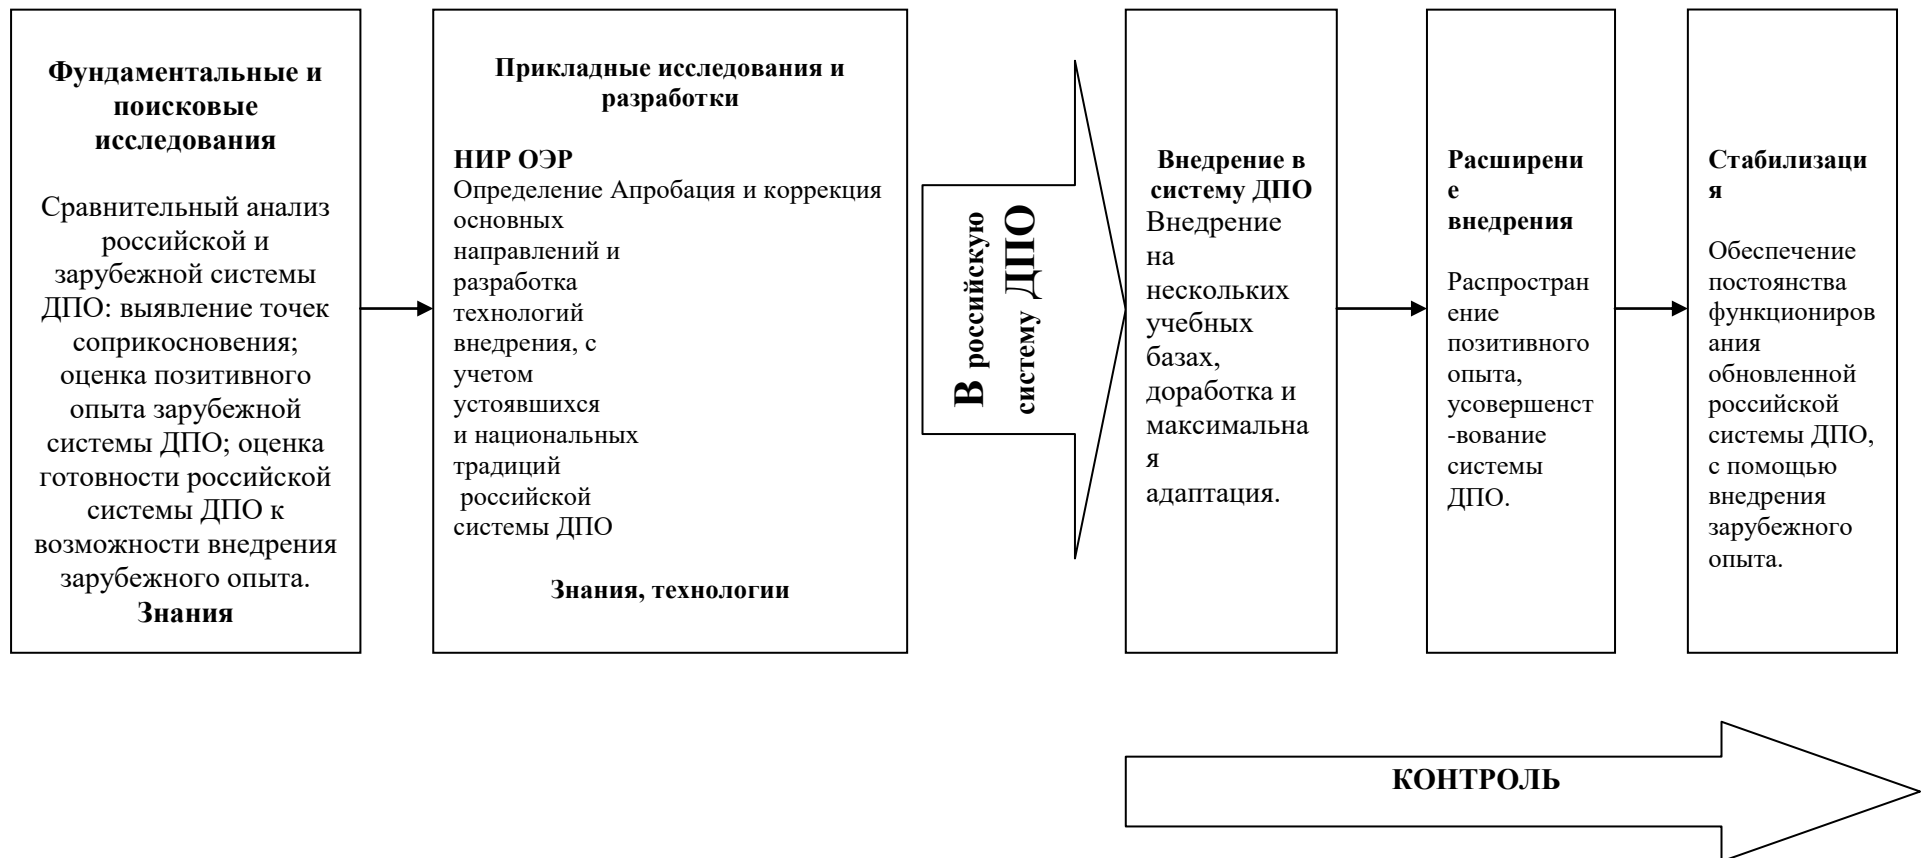 Фундаментальные и
поисковые
исследования
Сравнительный анализ
российской и
зарубежной системы
ДПО: выявление точек
соприкосновения;
оценка позитивного
опыта зарубежной
системы ДПО; оценка
готовности российской
системы ДПО к
возможности внедрения
зарубежного опыта.
Знания
Прикладные исследования и
разработки
НИР ОЭР
Определение Апробация и коррекция
основных
направлений и
разработка
технологий
внедрения, с
учетом
устоявшихся
и национальных
традиций
российской
системы ДПО
Знания, технологии
В российскую
систему ДПО
Внедрение в
систему ДПО
Внедрение
на
нескольких
учебных
базах,
доработка и
максимальна
я
адаптация.
Расширени
е
внедрения
Распростран
ение
позитивного
опыта,
усовершенст
-вование
системы
ДПО.
Стабилизаци
я
Обеспечение
постоянства
функциониров
ания
обновленной
российской
системы ДПО,
с помощью
внедрения
зарубежного
опыта.
КОНТРОЛЬ